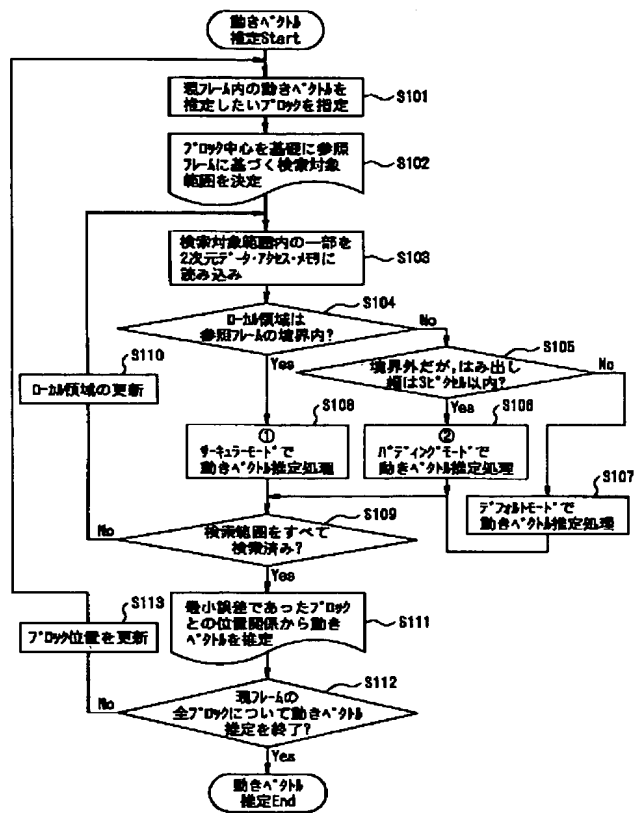 動きﾍﾞｸﾄﾙ
推定Start
現ﾌﾚｰﾑ内の動きﾍﾞｸﾄﾙを
推定したいﾌﾞﾛｯｸを指定
S101
ﾌﾞﾛｯｸ中心を基礎に参照
ﾌﾚｰﾑに基づく検索対象
範囲を決定
S102
検索対象範囲内の一部を
2次元ﾃﾞｰﾀ･ｱｸｾｽ･ﾒﾓﾘに
読み込み
S103
ﾛｰｶﾙ領域は
参照ﾌﾚｰﾑの境界内?
S104
No
Yes
境界外だが,はみ出し
幅は3ﾋﾟｸｾﾙ以内?
S105
No
Yes
S110
ﾛｰｶﾙ領域の更新
S108
①
ｻｰｷｭﾗｰﾓｰﾄﾞで
動きﾍﾞｸﾄﾙ推定処理
S106
②
ﾊﾟﾃﾞｨﾝｸﾞﾓｰﾄﾞで
動きﾍﾞｸﾄﾙ推定処理
S107
ﾃﾞﾌｫﾙﾄﾓｰﾄﾞで
動きﾍﾞｸﾄﾙ推定処理
S109
検索範囲をすべて
検索済み?
No
Yes
S111
最小誤差であったﾌﾞﾛｯｸ
との位置関係から動き
ﾍﾞｸﾄﾙを推定
S113
ﾌﾞﾛｯｸ位置を更新
S112
現ﾌﾚｰﾑの
全ﾌﾞﾛｯｸについて動きﾍﾞｸﾄﾙ
推定を終了?
No
Yes
動きﾍﾞｸﾄﾙ
推定End